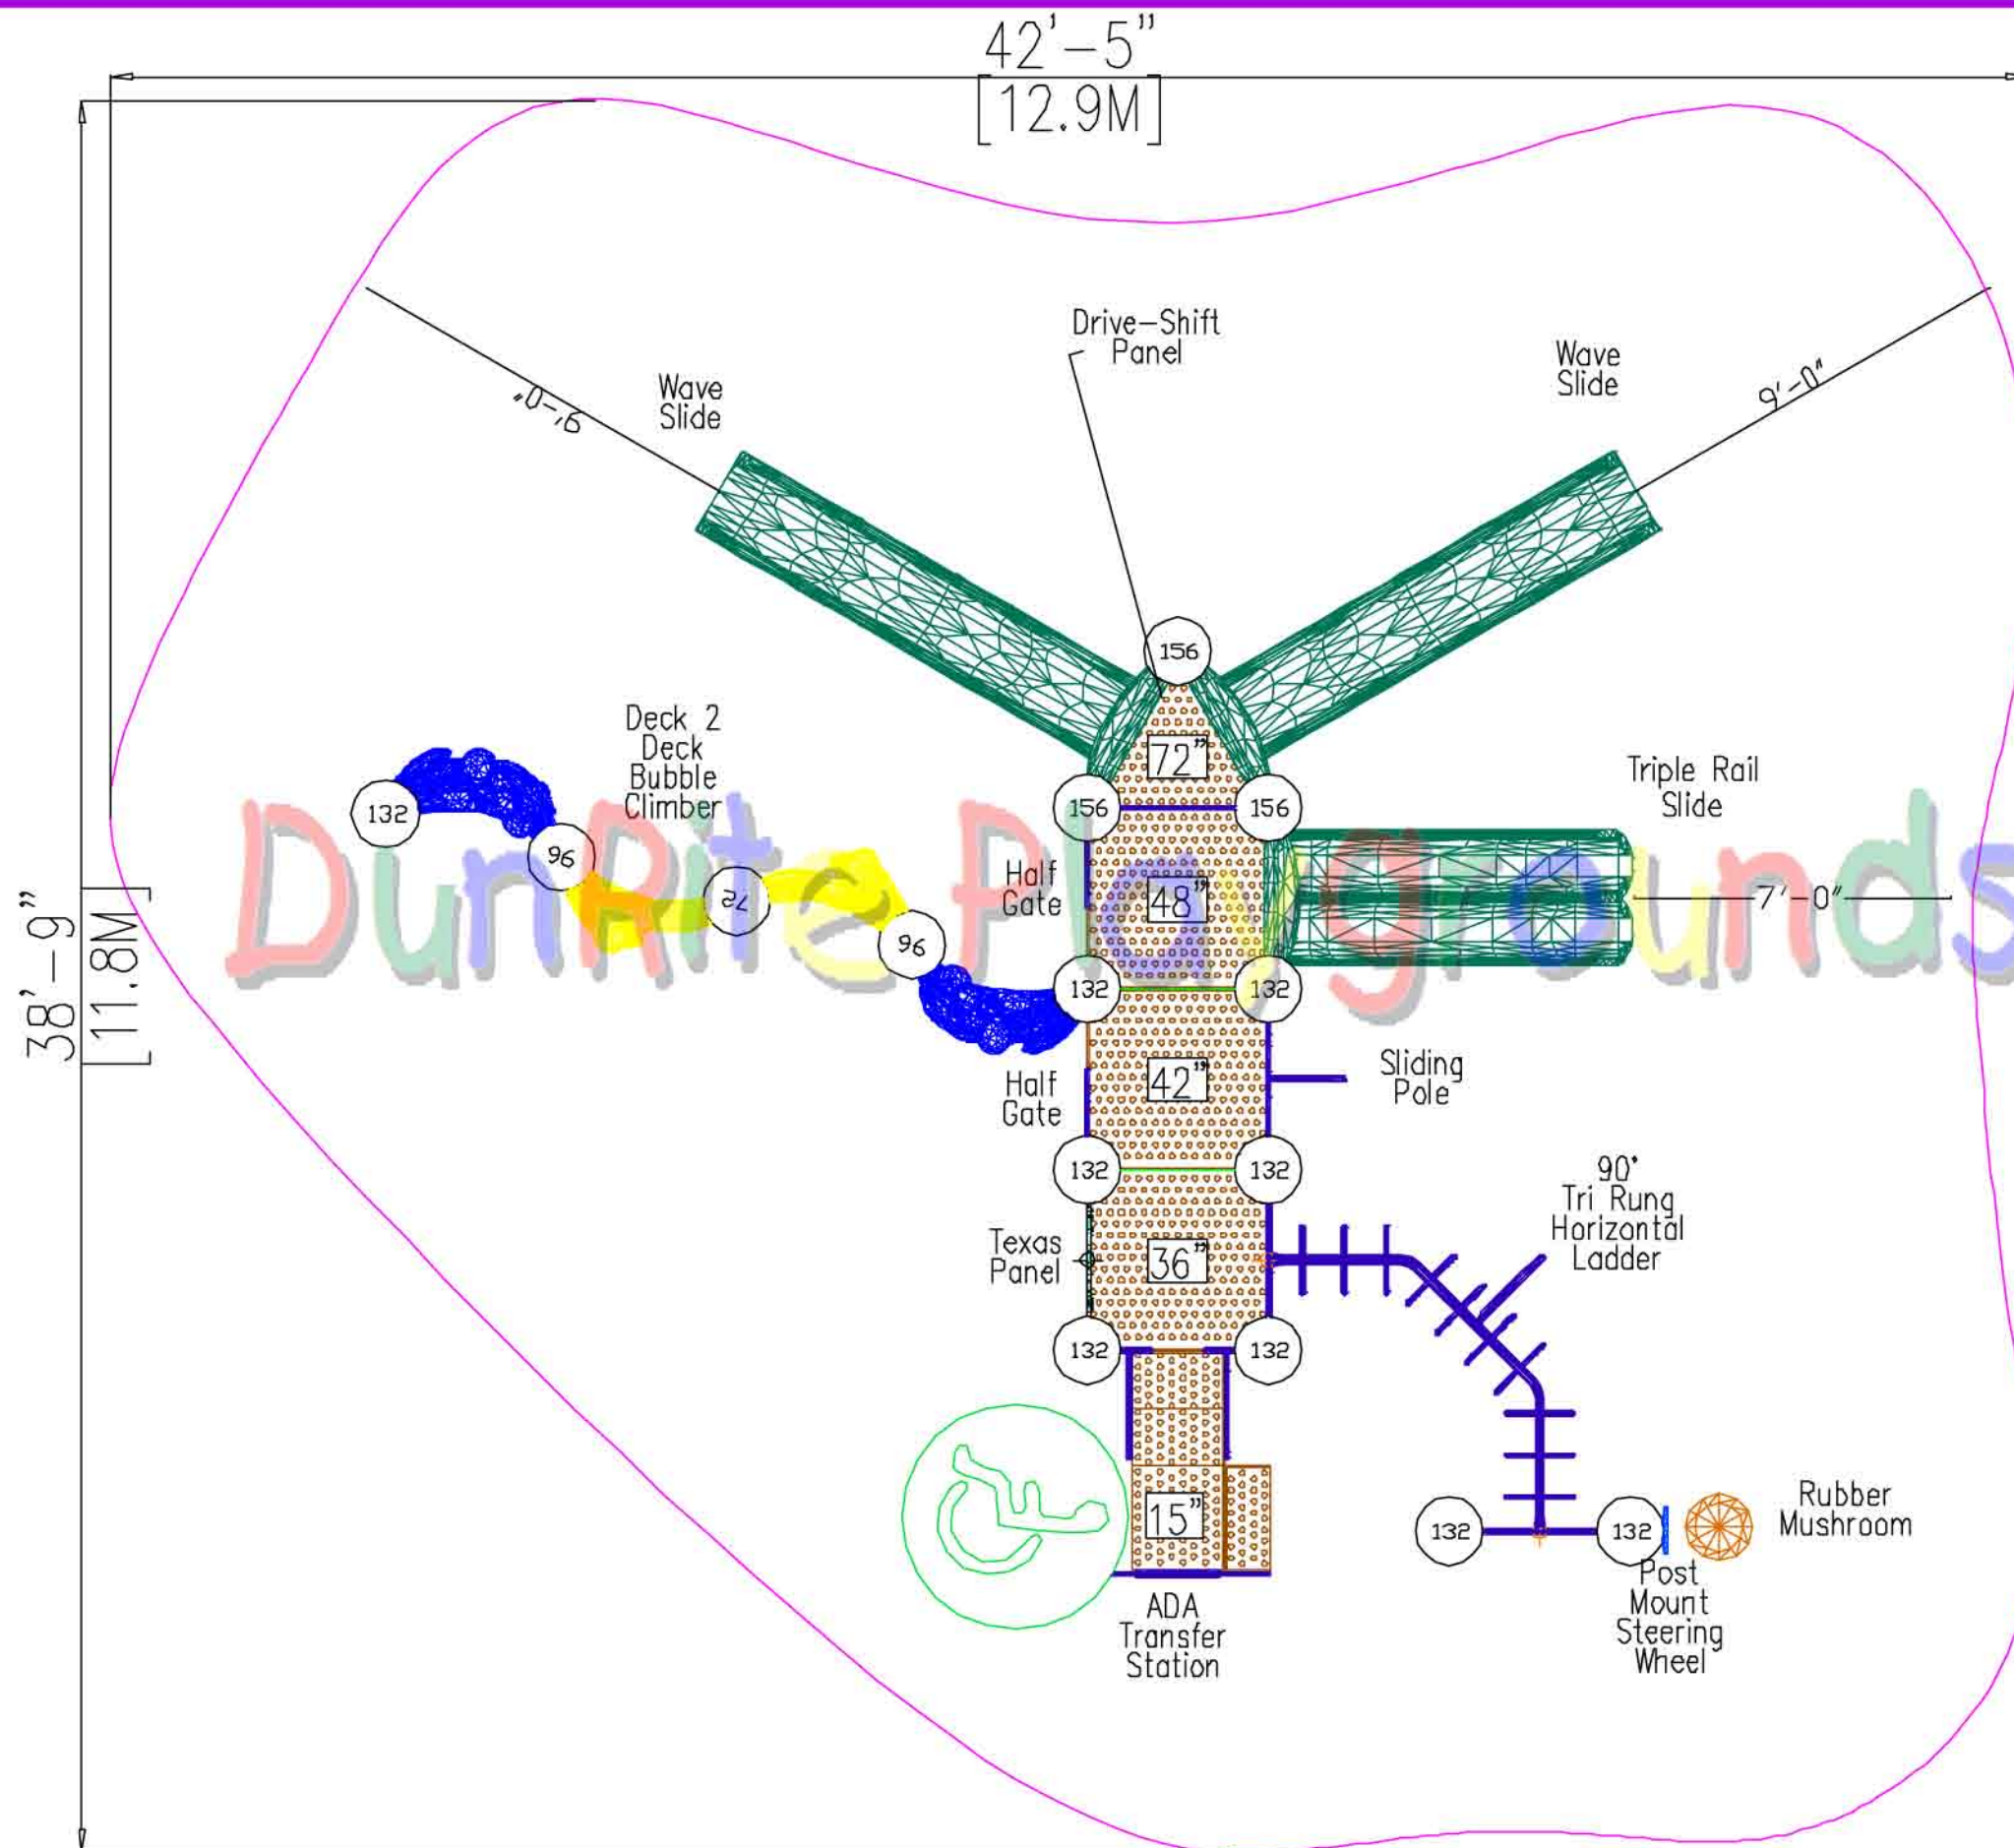 42'-5"
[12.9M]
38'-9"
[11.8M]
Drive-Shift
Panel
Wave
Slide
Wave
Slide
9'-0"
9'-0"
156
72"
Deck 2
Deck
Bubble
Climber
Triple Rail
Slide
132
156
156
96
Half
Gate
48"
7'-0"
72
96
DunRite Playgrounds
132
132
Half
Gate
42"
Sliding
Pole
132
132
90°
Tri Rung
Horizontal
Ladder
Texas
Panel
36"
132
132
15"
132
132
Rubber
Mushroom
Post
Mount
Steering
Wheel
ADA
Transfer
Station